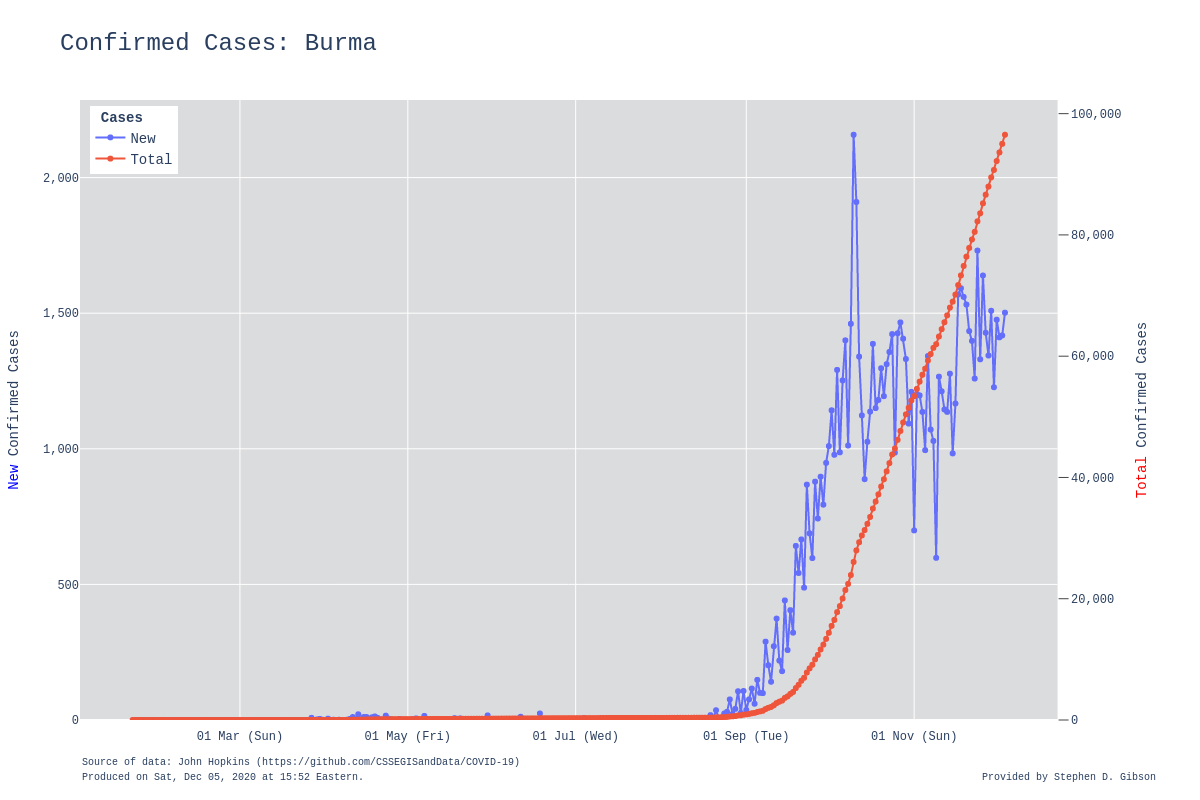 Confirmed Cases: Burma
Cases
New
Total
2,000
1,500
1,000
500
0
100,000
80,000
60,000
40,000
20,000
0
New Confirmed Cases
Total Confirmed Cases
01 Mar (Sun)
01 May (Fri)
01 Jul (Wed)
01 Sep (Tue)
01 Nov (Sun)
Source of data: John Hopkins (https://github.com/CSSEGISandData/COVID-19)
Produced on Sat, Dec 05, 2020 at 15:52 Eastern.
Provided by Stephen D. Gibson